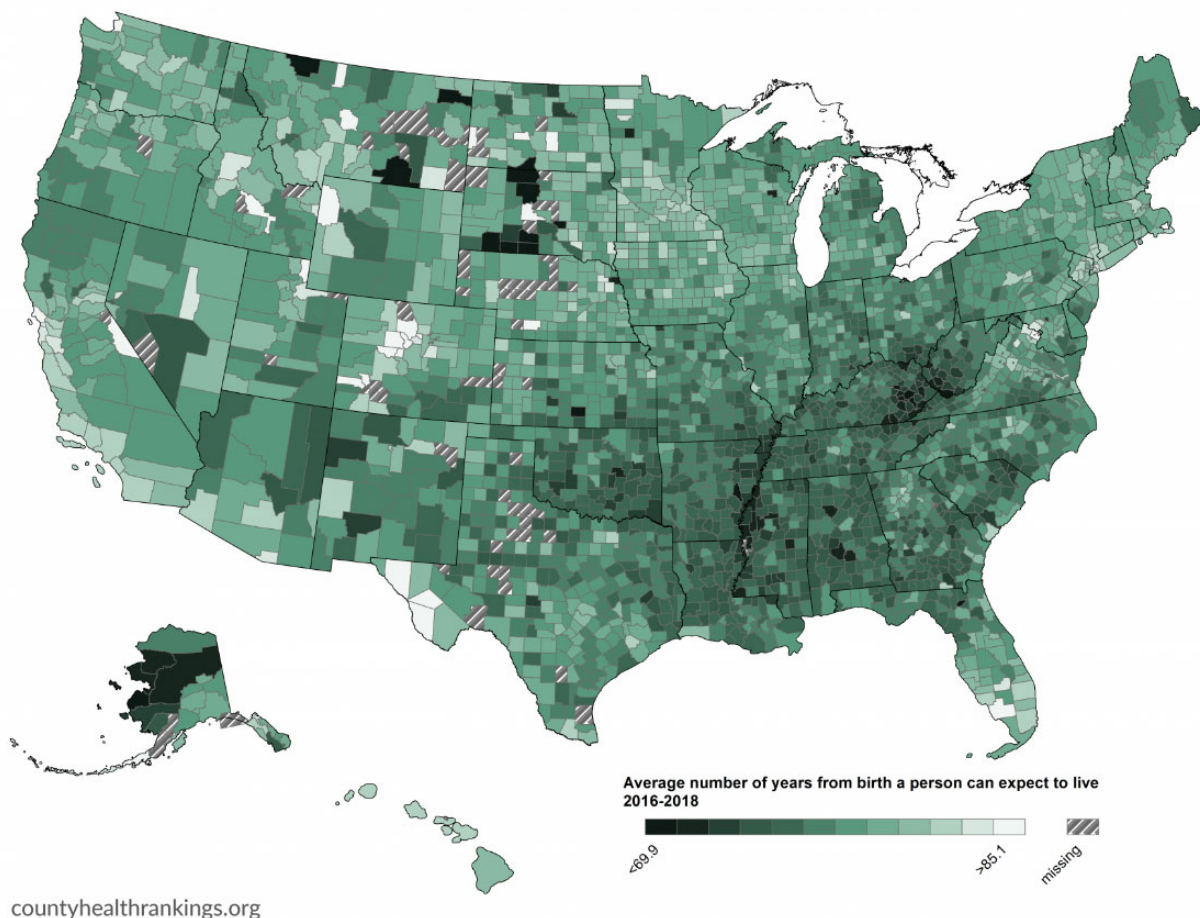 Average number of years from birth a person can expect to live
2016-2018
<69.9
>85.1
missing
countyhealthrankings.org